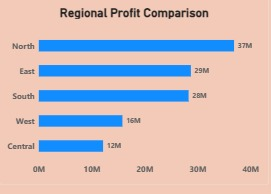 Regional Profit Comparison
North 37M
East 29M
South 28M
West 16M
Central 12M
0M 10M 20M 30M 40M